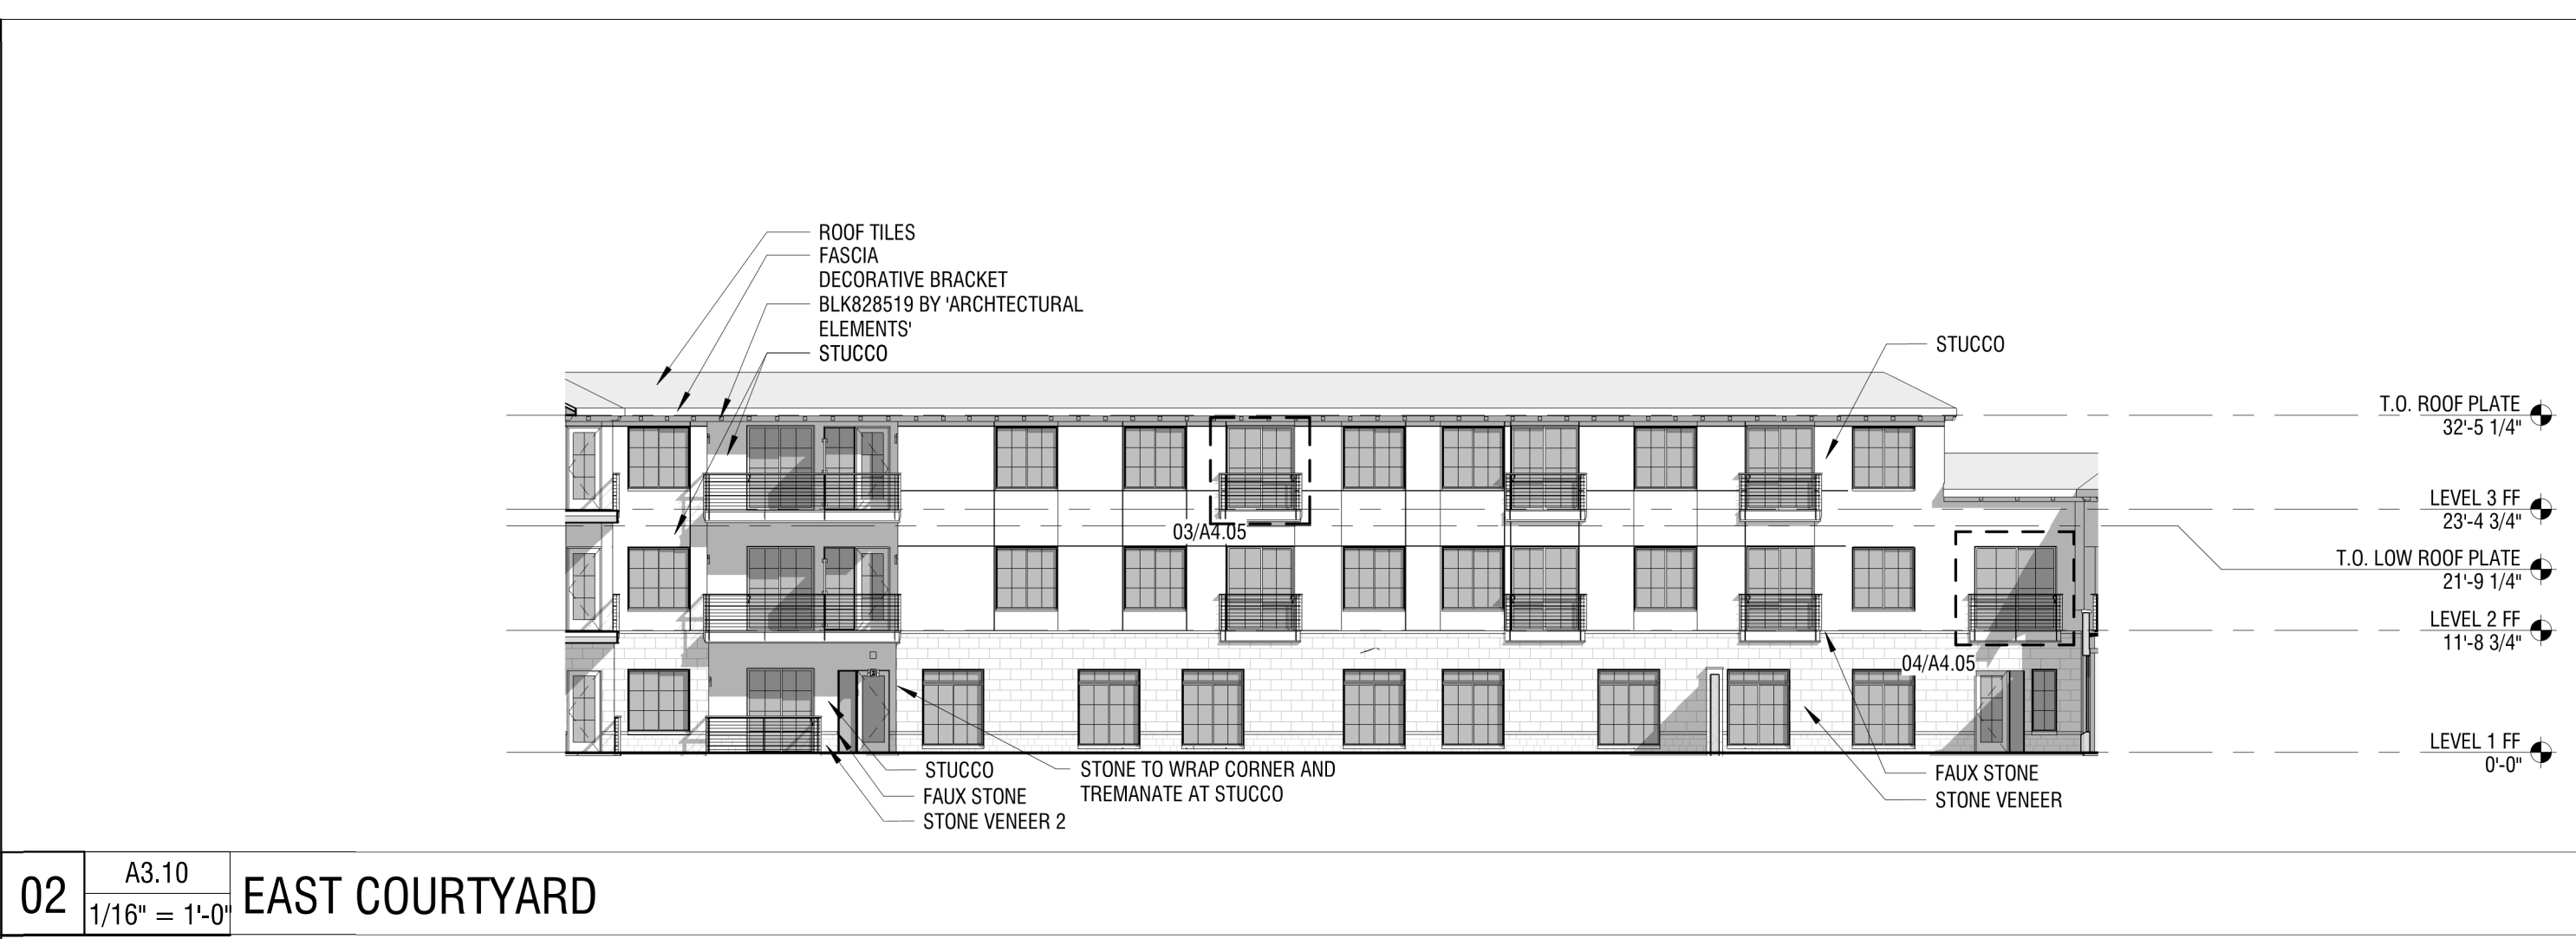 ROOF TILES
FASCIA
DECORATIVE BRACKET
BLK828519 BY 'ARCHTECTURAL
ELEMENTS'
STUCCO
STUCCO
T.O. ROOF PLATE
32'-5 1/4"
LEVEL 3 FF
23'-4 3/4"
03/A4.05
T.O. LOW ROOF PLATE
21'-9 1/4"
LEVEL 2 FF
11'-8 3/4"
04/A4.05
LEVEL 1 FF
0'-0"
STUCCO
FAUX STONE
STONE VENEER 2
STONE TO WRAP CORNER AND
TREMANATE AT STUCCO
FAUX STONE
STONE VENEER
02
A3.10
1/16" = 1'-0"
EAST COURTYARD